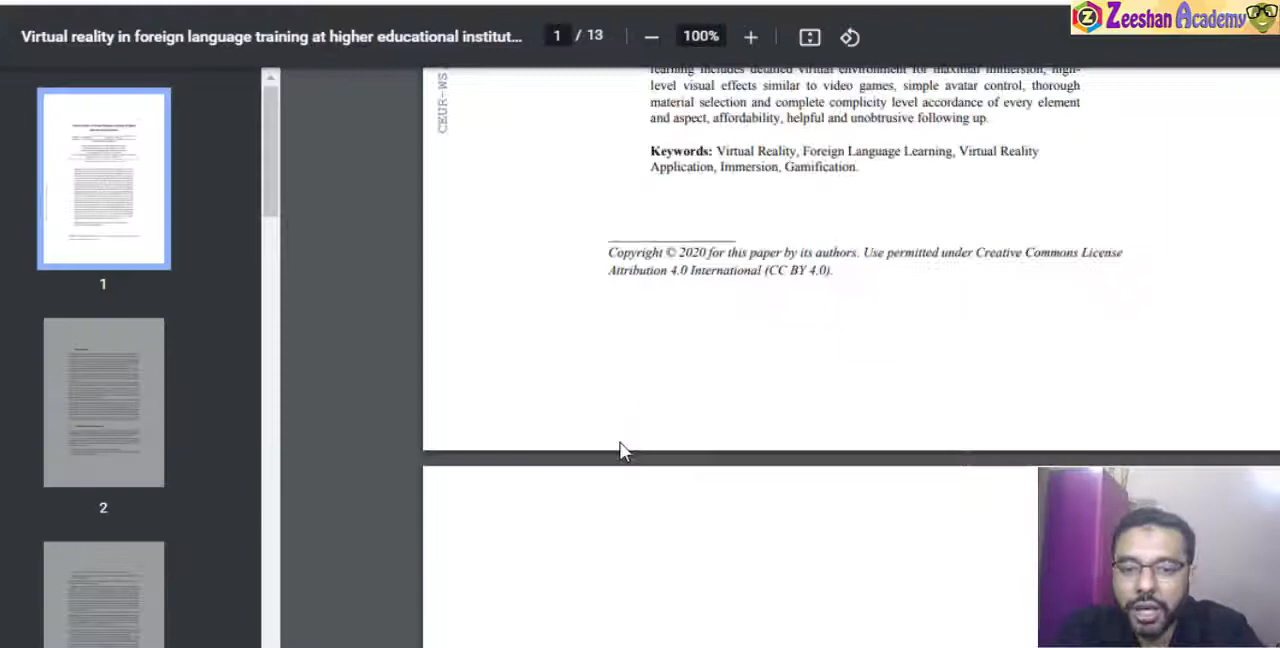 Zeeshan Academy
Virtual reality in foreign language training at higher educational institut... 1 / 13 100%
learning includes detailed virtual environment for maximal immersion, high-
level visual effects similar to video games, simple avatar control, thorough
material selection and complete complicity level accordance of every element
and aspect, affordability, helpful and unobtrusive following up.
CEUR-WS
Keywords: Virtual Reality, Foreign Language Learning, Virtual Reality
Application, Immersion, Gamification.
Copyright © 2020 for this paper by its authors. Use permitted under Creative Commons License
Attribution 4.0 International (CC BY 4.0).
1
2